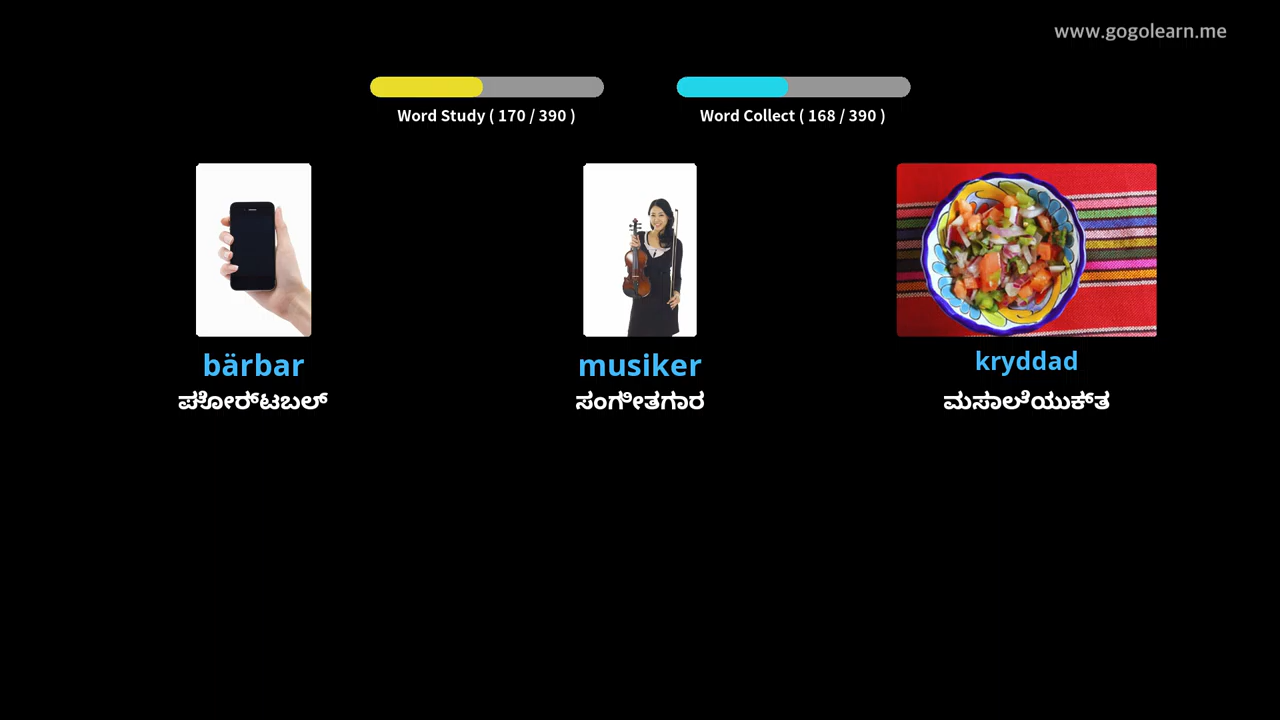 www.gogolearn.me
Word Study ( 170 / 390 )
Word Collect ( 168 / 390 )
bärbar
musiker
kryddad
ಪೋರ್ಟಬಲ್
ಸಂಗೀತಗಾರ
ಮಸಾಲೆಯುಕ್ತ